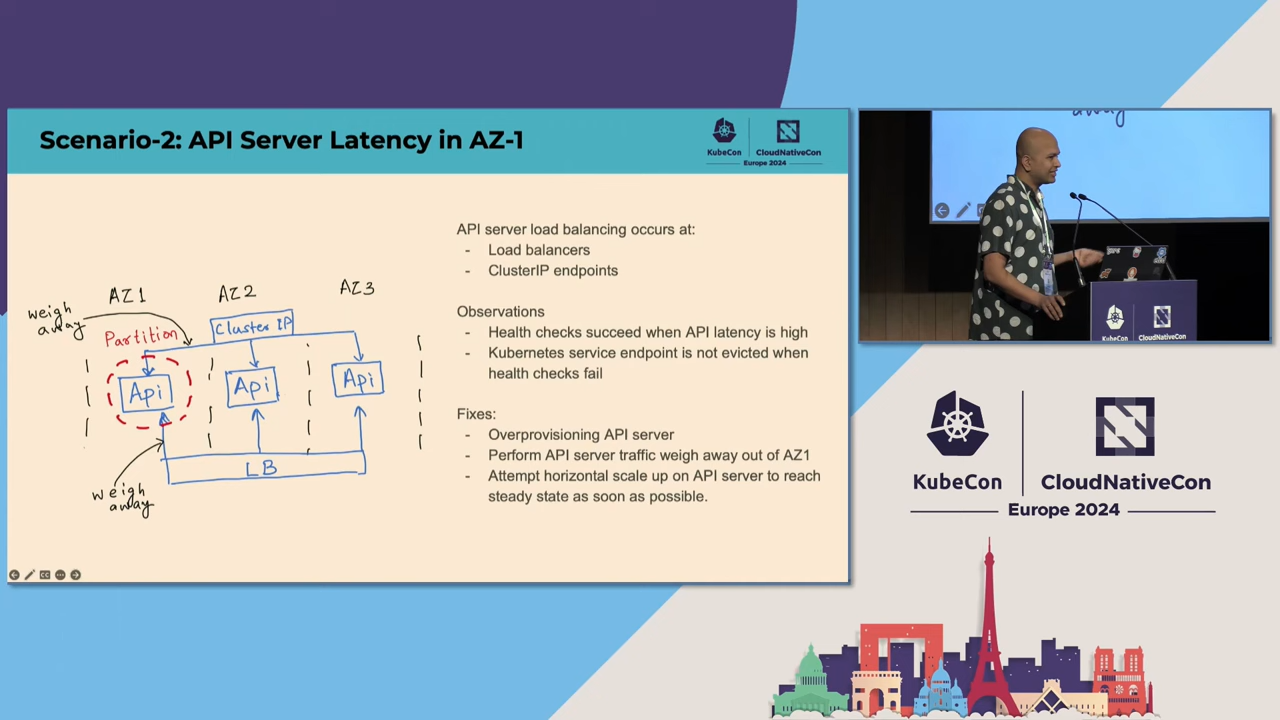 Scenario-2: API Server Latency in AZ-1
KubeCon
CloudNativeCon
Europe 2024
API server load balancing occurs at:
- Load balancers
- ClusterIP endpoints
Observations
- Health checks succeed when API latency is high
- Kubernetes service endpoint is not evicted when
health checks fail
Fixes:
- Overprovisioning API server
- Perform API server traffic weigh away out of AZ1
- Attempt horizontal scale up on API server to reach
steady state as soon as possible.
AZ1
AZ2
AZ3
weigh
away
Partition
Cluster IP
Api
Api
Api
LB
weigh
away
away
KubeCon
CloudNativeCon
KubeCon
CloudNativeCon
Europe 2024